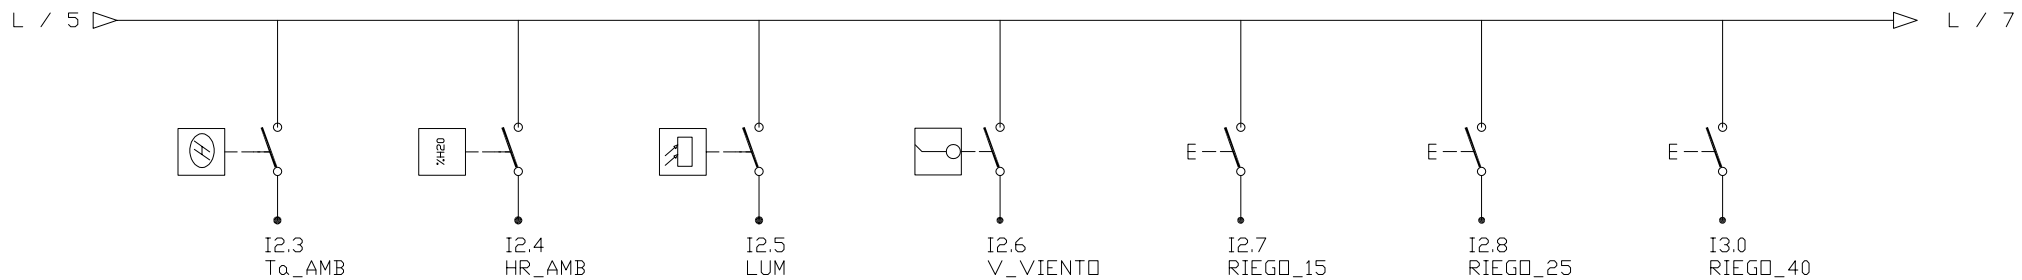 L / 5
L / 7
%H2O
E
E
E
I2.3
Ta_AMB
I2.4
HR_AMB
I2.5
LUM
I2.6
V_VIENTO
I2.7
RIEGO_15
I2.8
RIEGO_25
I3.0
RIEGO_40